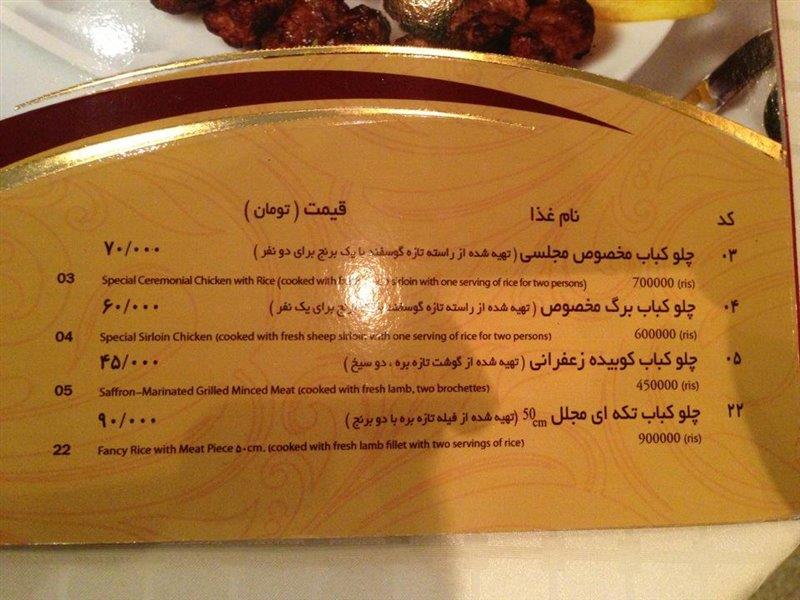 کد نام غذا قیمت ( تومان )
۰۳ چلو کباب مخصوص مجلسی ( تهیه شده از راسته تازه گوسفند با یک برنج برای دو نفر ) ۷۰/۰۰۰
03 Special Ceremonial Chicken with Rice (cooked with sirloin with one serving of rice for two persons) 700000 (ris)
۰۴ چلو کباب برگ مخصوص ( تهیه شده از راسته تازه گوسفند برنج برای یک نفر ) ۶۰/۰۰۰
04 Special Sirloin Chicken (cooked with fresh sheep sirloin with one serving of rice for two persons) 600000 (ris)
۰۵ چلو کباب کوبیده زعفرانی ( تهیه شده از گوشت تازه بره ، دو سیخ ) ۴۵/۰۰۰
05 Saffron-Marinated Grilled Minced Meat (cooked with fresh lamb, two brochettes) 450000 (ris)
۲۲ چلو کباب تکه ای مجلل 50cm (تهیه شده از فیله تازه بره با دو برنج ) ۹۰/۰۰۰
22 Fancy Rice with Meat Piece ۵۰cm. (cooked with fresh lamb fillet with two servings of rice) 900000 (ris)